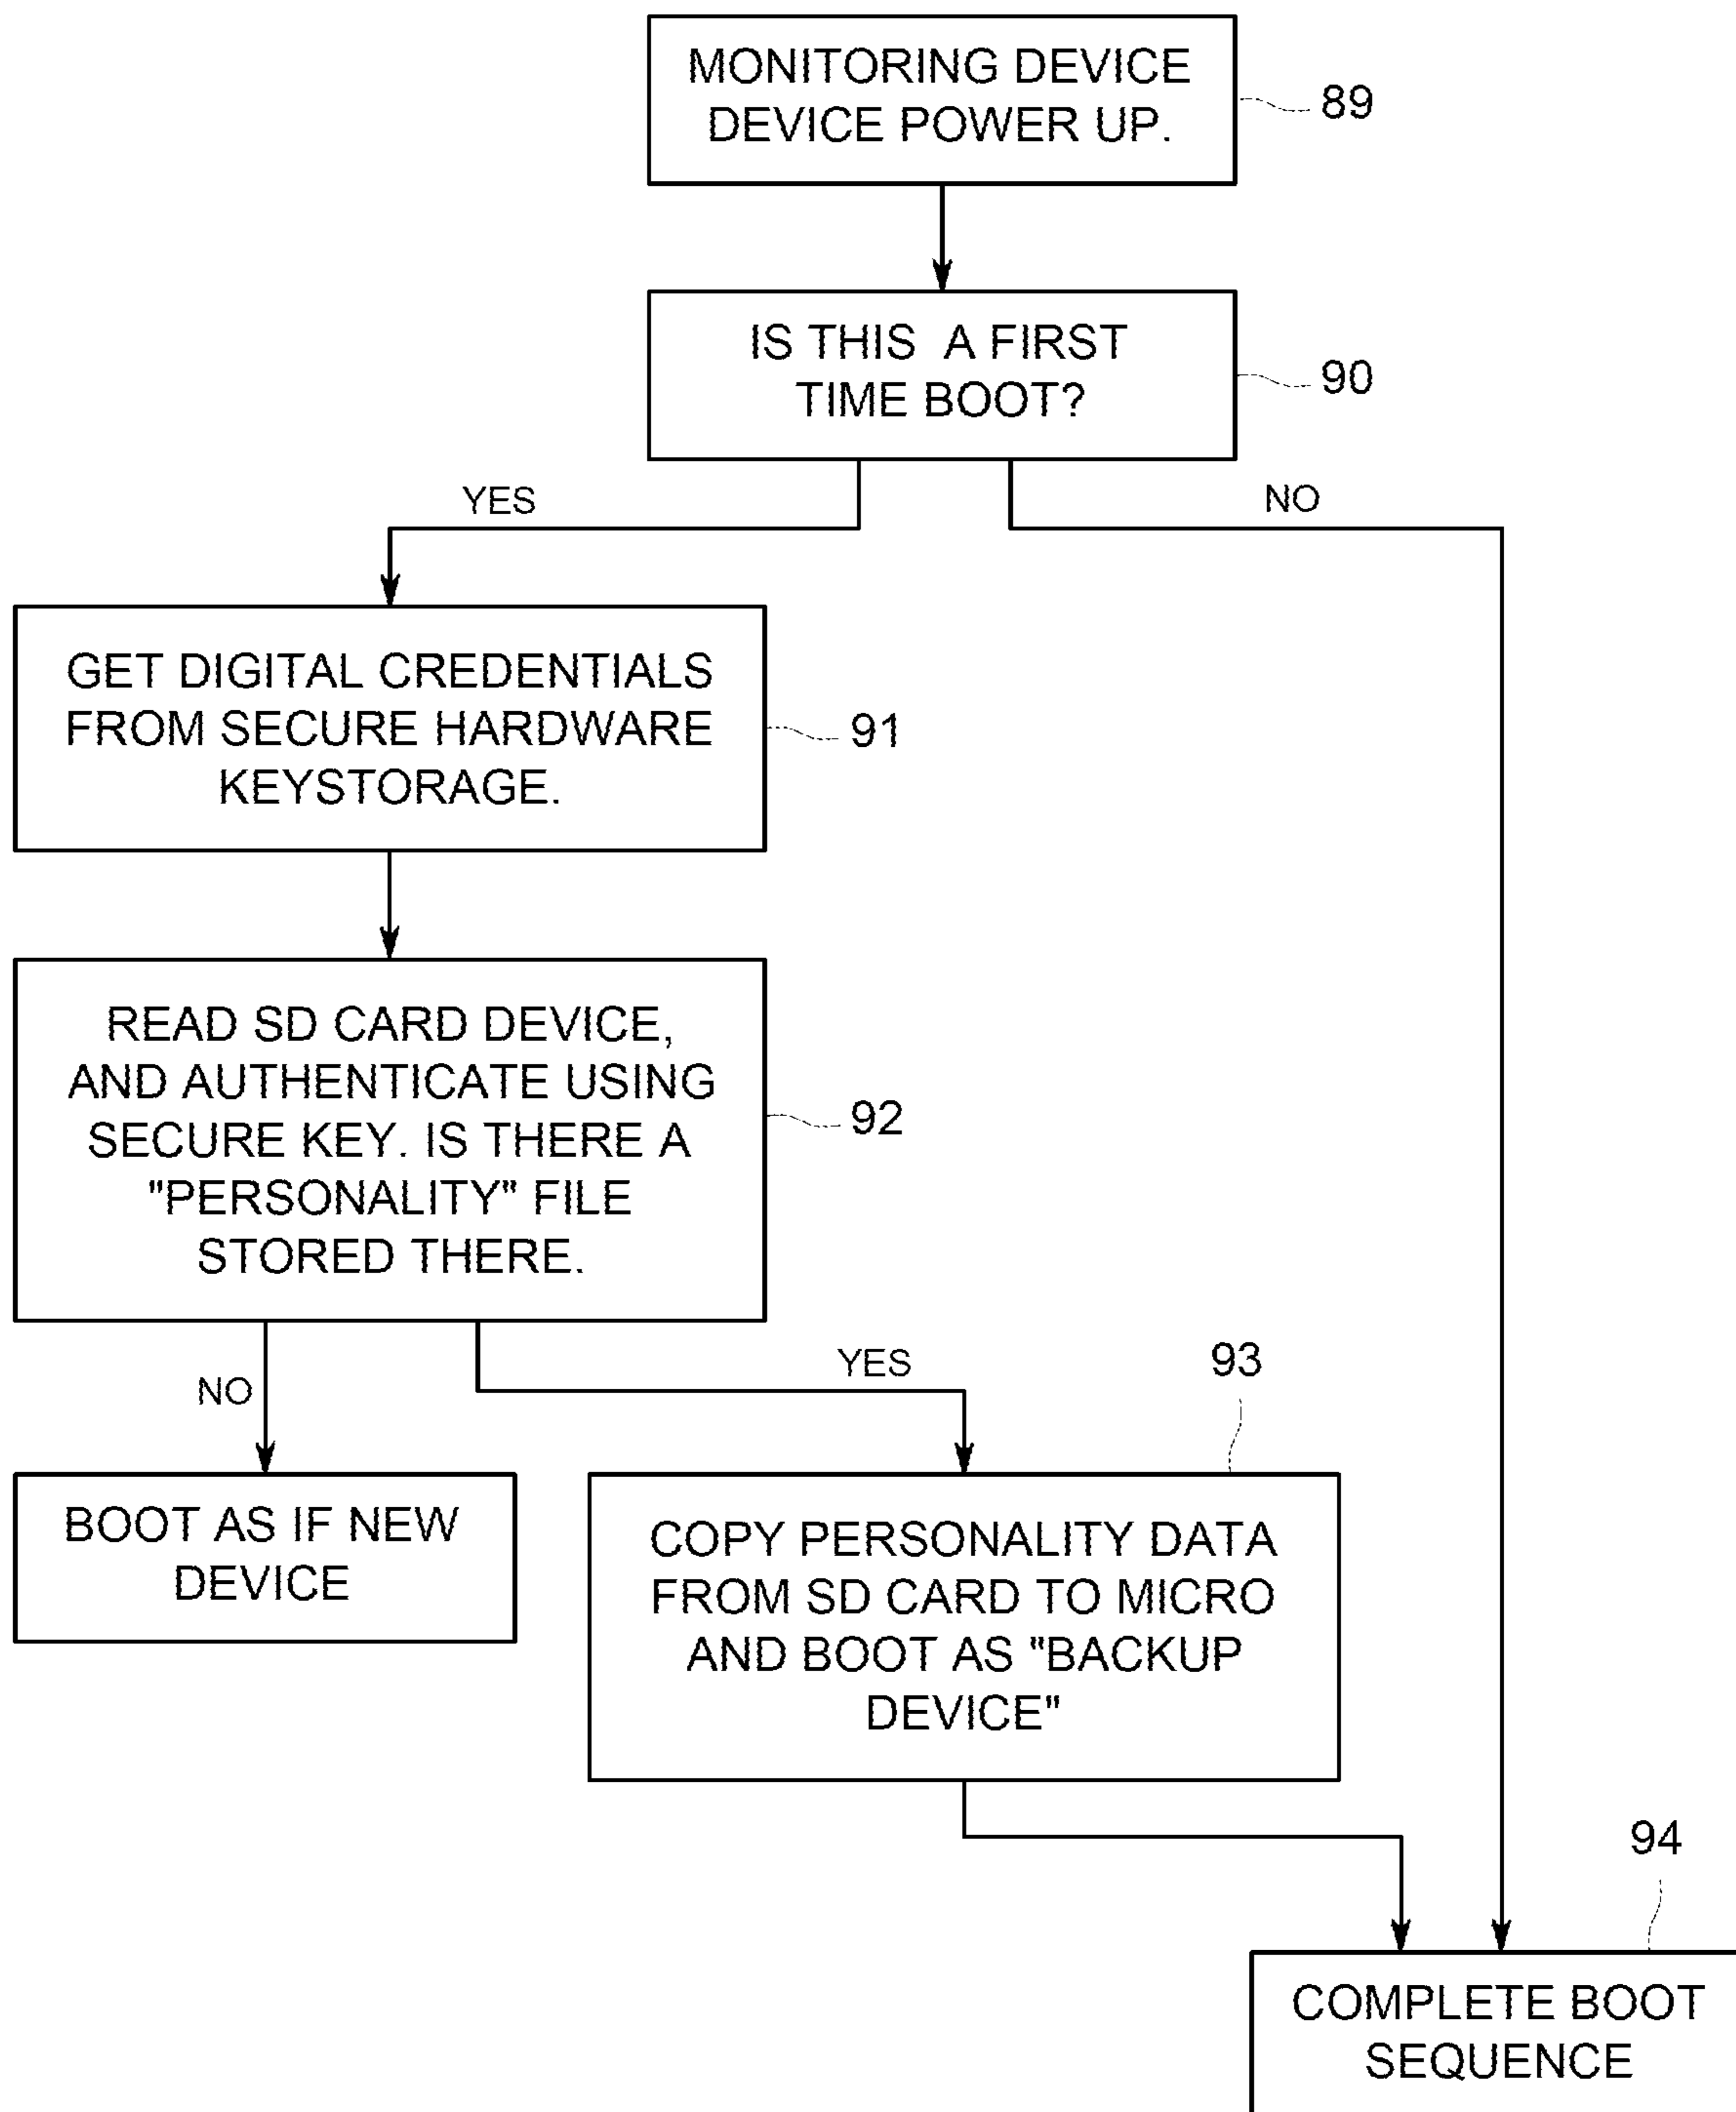 MONITORING DEVICE
DEVICE POWER UP.
89
IS THIS A FIRST
TIME BOOT?
90
YES
NO
GET DIGITAL CREDENTIALS
FROM SECURE HARDWARE
KEYSTORAGE.
91
READ SD CARD DEVICE,
AND AUTHENTICATE USING
SECURE KEY. IS THERE A
"PERSONALITY" FILE
STORED THERE.
92
NO
YES
93
BOOT AS IF NEW
DEVICE
COPY PERSONALITY DATA
FROM SD CARD TO MICRO
AND BOOT AS "BACKUP
DEVICE"
94
COMPLETE BOOT
SEQUENCE